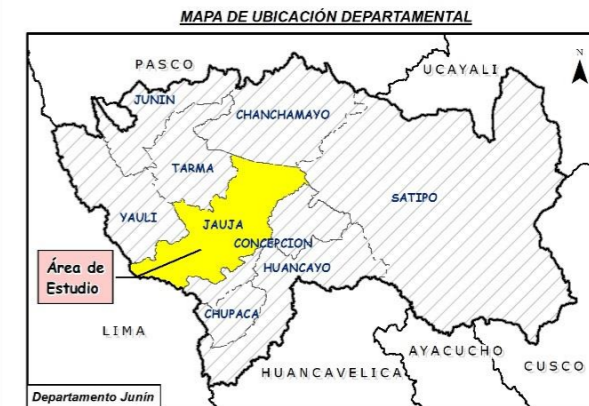 MAPA DE UBICACIÓN DEPARTAMENTAL
PASCO
UCAYALI
N
JUNIN
CHANCHAMAYO
TARMA
SATIPO
YAULI
JAUJA
CONCEPCION
Área de
Estudio
HUANCAYO
CHUPACA
LIMA
AYACUCHO
CUSCO
HUANCAVELICA
Departamento Junín